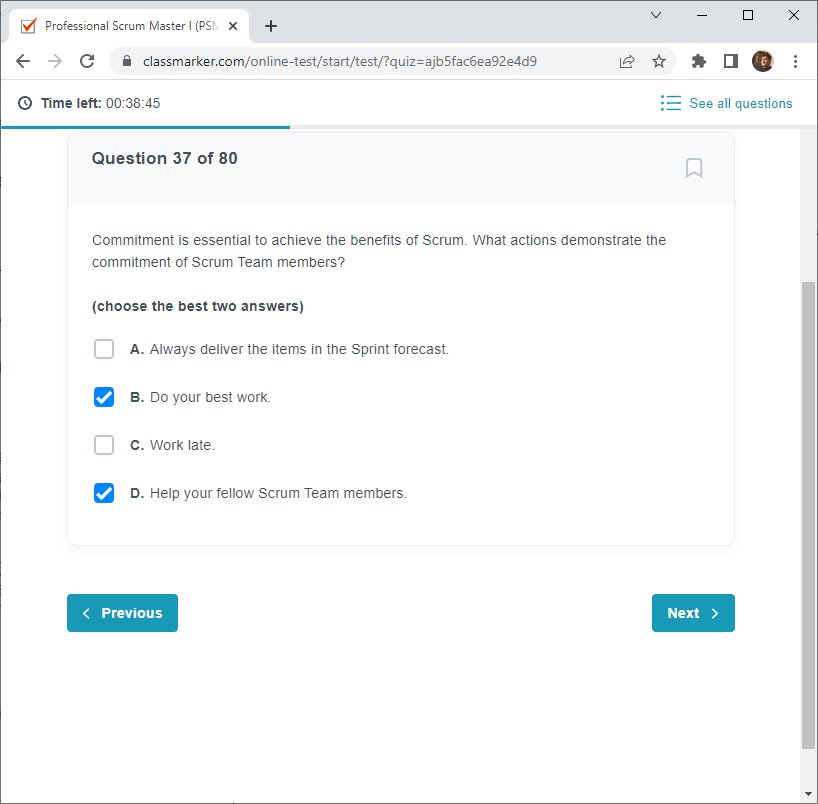 Professional Scrum Master I (PSM
classmarker.com/online-test/start/test/?quiz=ajb5fac6ea92e4d9
Time left: 00:38:45
See all questions
Question 37 of 80
Commitment is essential to achieve the benefits of Scrum. What actions demonstrate the
commitment of Scrum Team members?
(choose the best two answers)
A. Always deliver the items in the Sprint forecast.
B. Do your best work.
C. Work late.
D. Help your fellow Scrum Team members.
Previous
Next